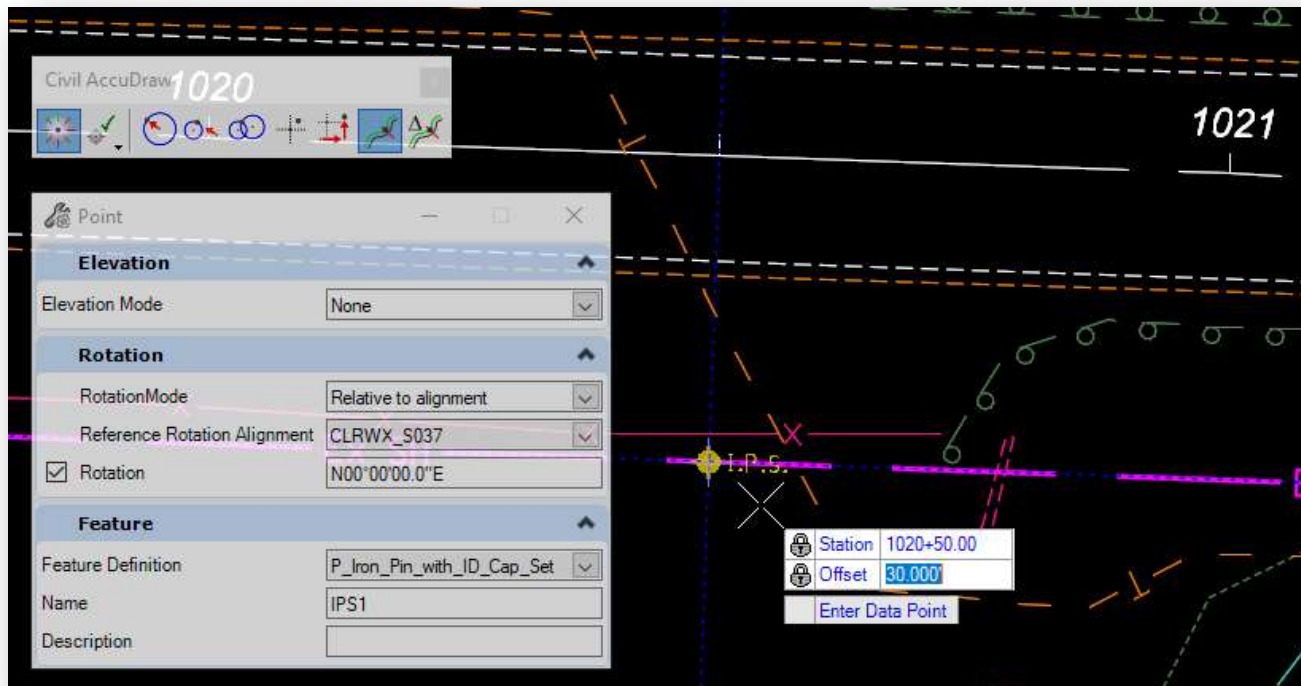 Civil AccuDraw
1020
1021
Point
Elevation
Elevation Mode None
Rotation
RotationMode Relative to alignment
Reference Rotation Alignment CLRWX_S037
Rotation N00°00'00.0"E
Feature
Feature Definition P_Iron_Pin_with_ID_Cap_Set
Name IPS1
Description
I.P.S.
Station 1020+50.00
Offset 30.000'
Enter Data Point